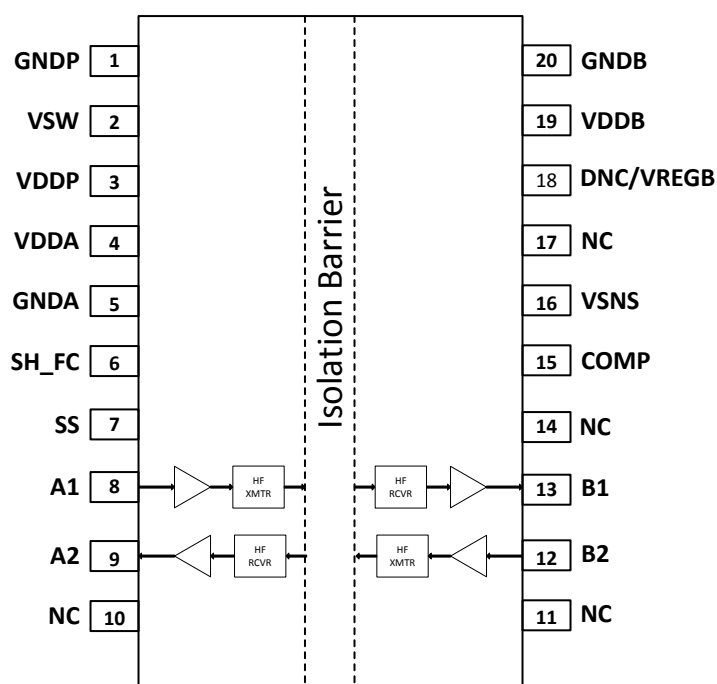 GNDP 1 20 GNDB
VSW 2 19 VDDB
VDDP 3 18 DNC/VREGB
VDDA 4 17 NC
GNDA 5 16 VSNS
SH_FC 6 15 COMP
SS 7 14 NC
A1 8 HF XMTR HF RCVR 13 B1
A2 9 HF RCVR HF XMTR 12 B2
NC 10 11 NC
Isolation Barrier